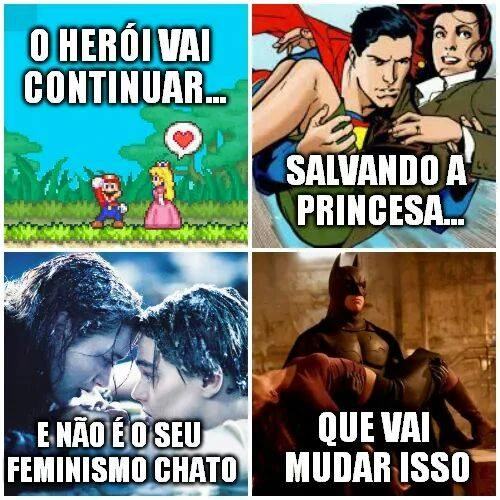 O HERÓI VAI
CONTINUAR...
SALVANDO A
PRINCESA...
E NÃO É O SEU
FEMINISMO CHATO
QUE VAI
MUDAR ISSO